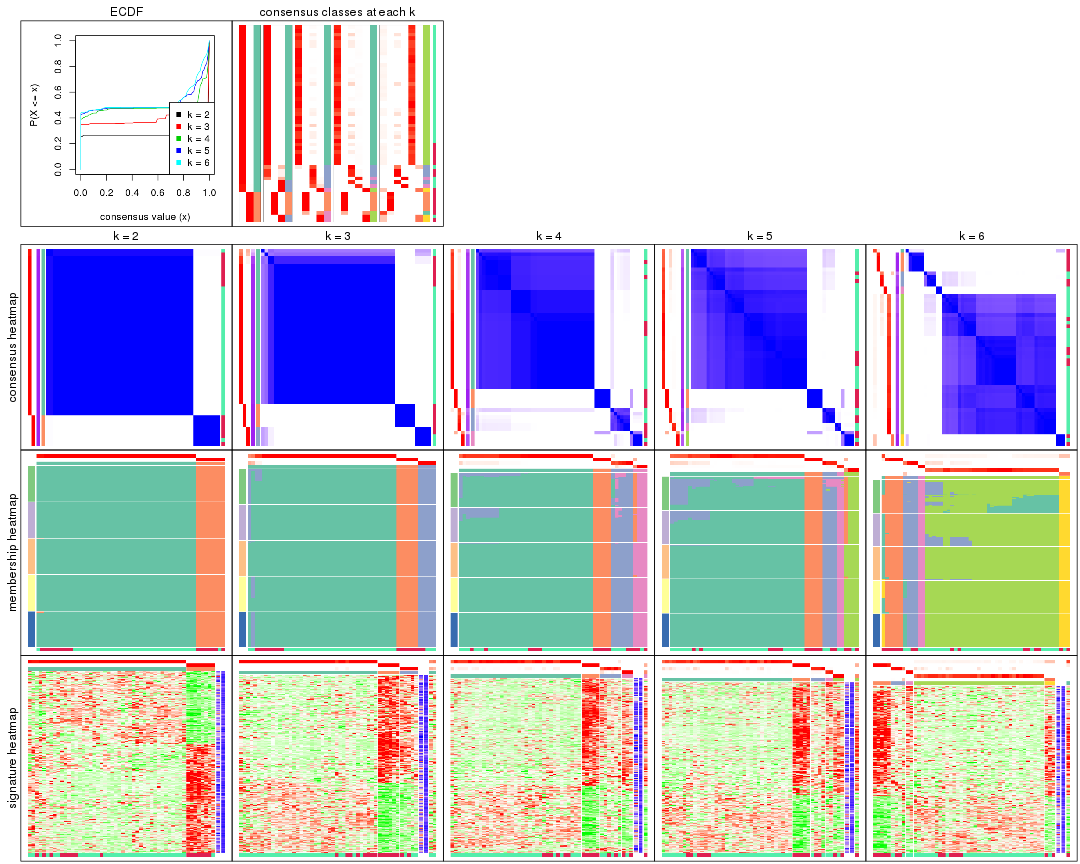 ECDF
consensus classes at each k
P(X <= x)
1.0
0.8
0.6
0.4
0.2
0.0
k = 2
k = 3
k = 4
k = 5
k = 6
0.0 0.2 0.4 0.6 0.8 1.0
consensus value (x)
k = 2 k = 3 k = 4 k = 5 k = 6
consensus heatmap
membership heatmap
signature heatmap